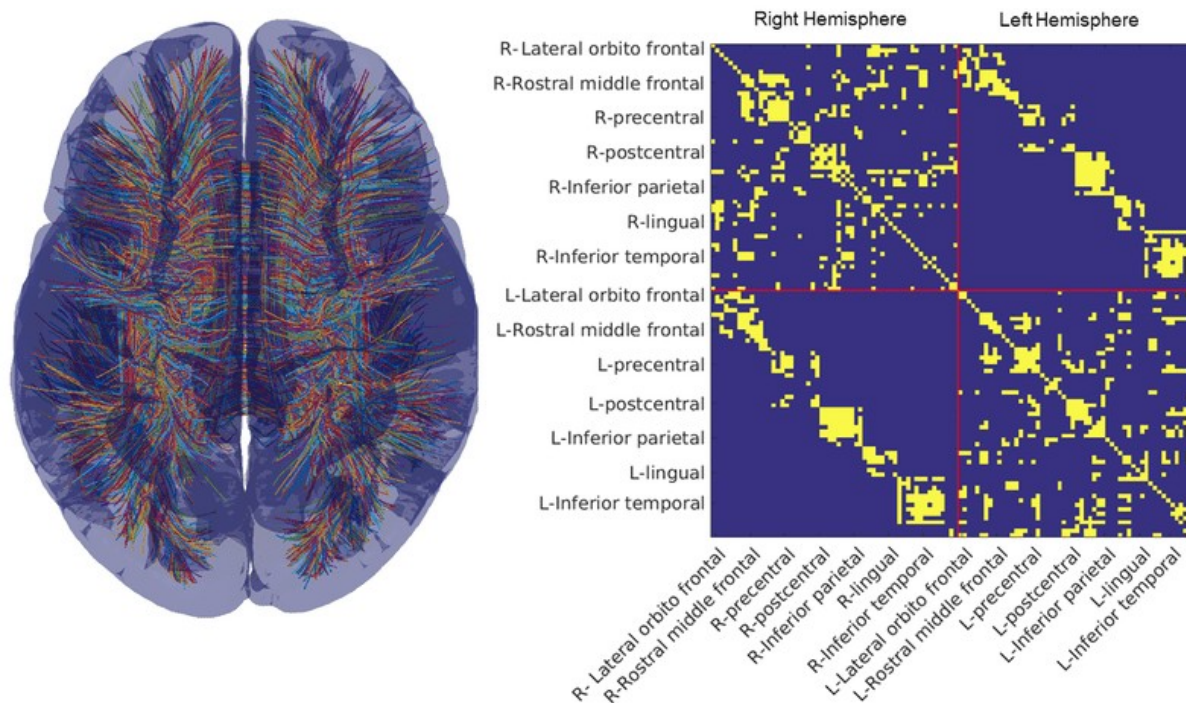 Right Hemisphere
Left Hemisphere
R-Lateral orbito frontal
R-Rostral middle frontal
R-precentral
R-postcentral
R-Inferior parietal
R-lingual
R-Inferior temporal
L-Lateral orbito frontal
L-Rostral middle frontal
L-precentral
L-postcentral
L-Inferior parietal
L-lingual
L-Inferior temporal
R- Lateral orbito frontal
R-Rostral middle frontal
R-precentral
R-postcentral
R-Inferior parietal
R-lingual
R-Inferior temporal
L-Lateral orbito frontal
L-Rostral middle frontal
L-precentral
L-postcentral
L-Inferior parietal
L-lingual
L-Inferior temporal